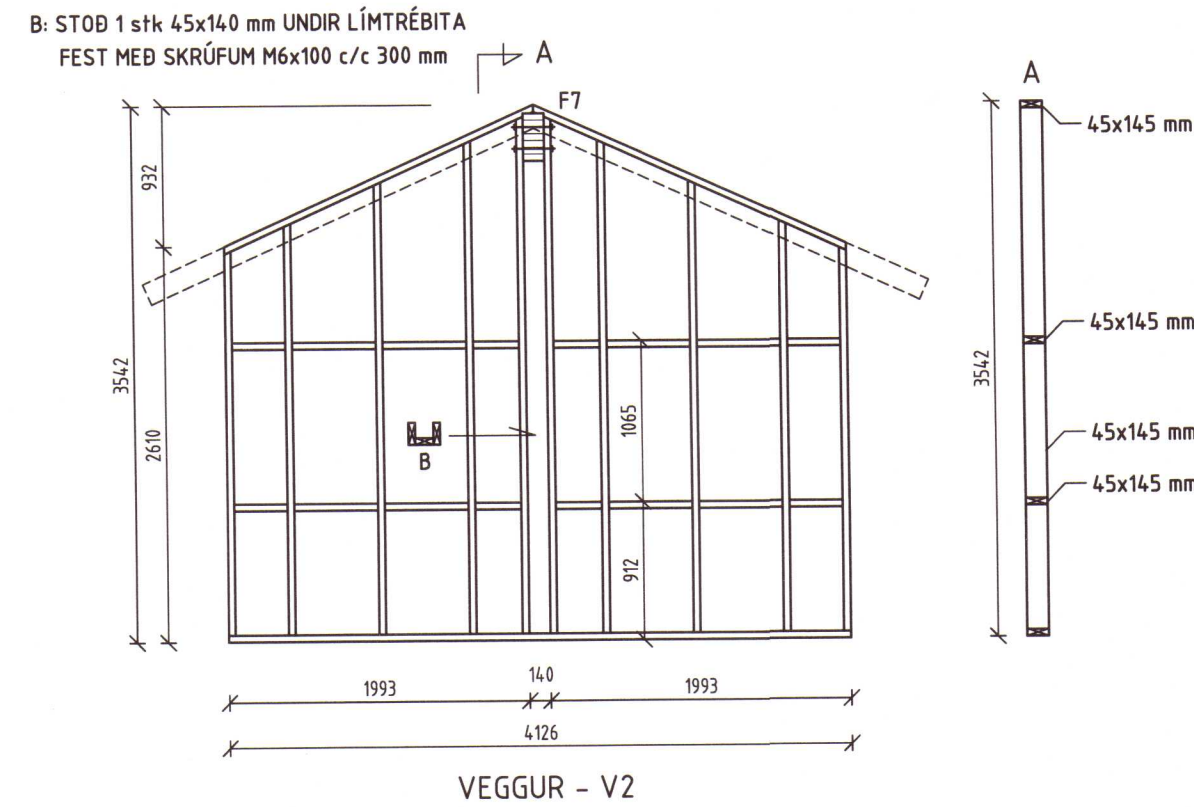 B: STOÐ 1 stk 45x140 mm UNDIR LÍMTRÉBITA
FEST MEÐ SKRÚFUM M6x100 c/c 300 mm
A
F7
A
45x145 mm
932
45x145 mm
3542
3542
1065
2610
45x145 mm
B
45x145 mm
912
140
1993
1993
4126
VEGGUR - V2